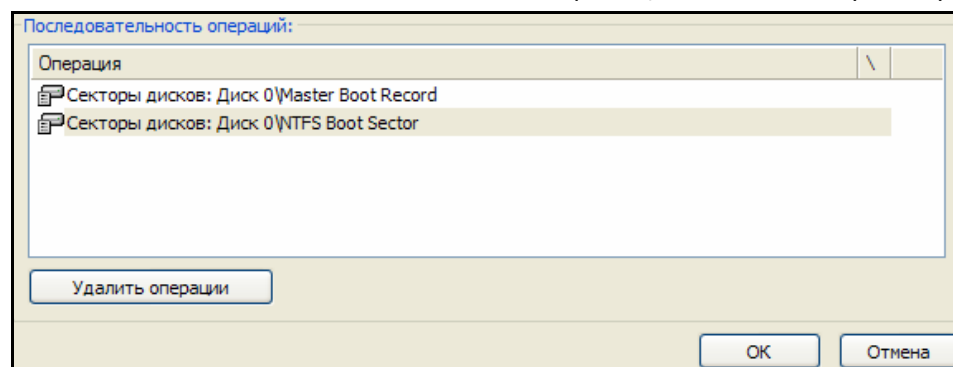 Последовательность операций:
Операция \
Секторы дисков: Диск 0\Master Boot Record
Секторы дисков: Диск 0\NTFS Boot Sector
Удалить операции
ОК Отмена